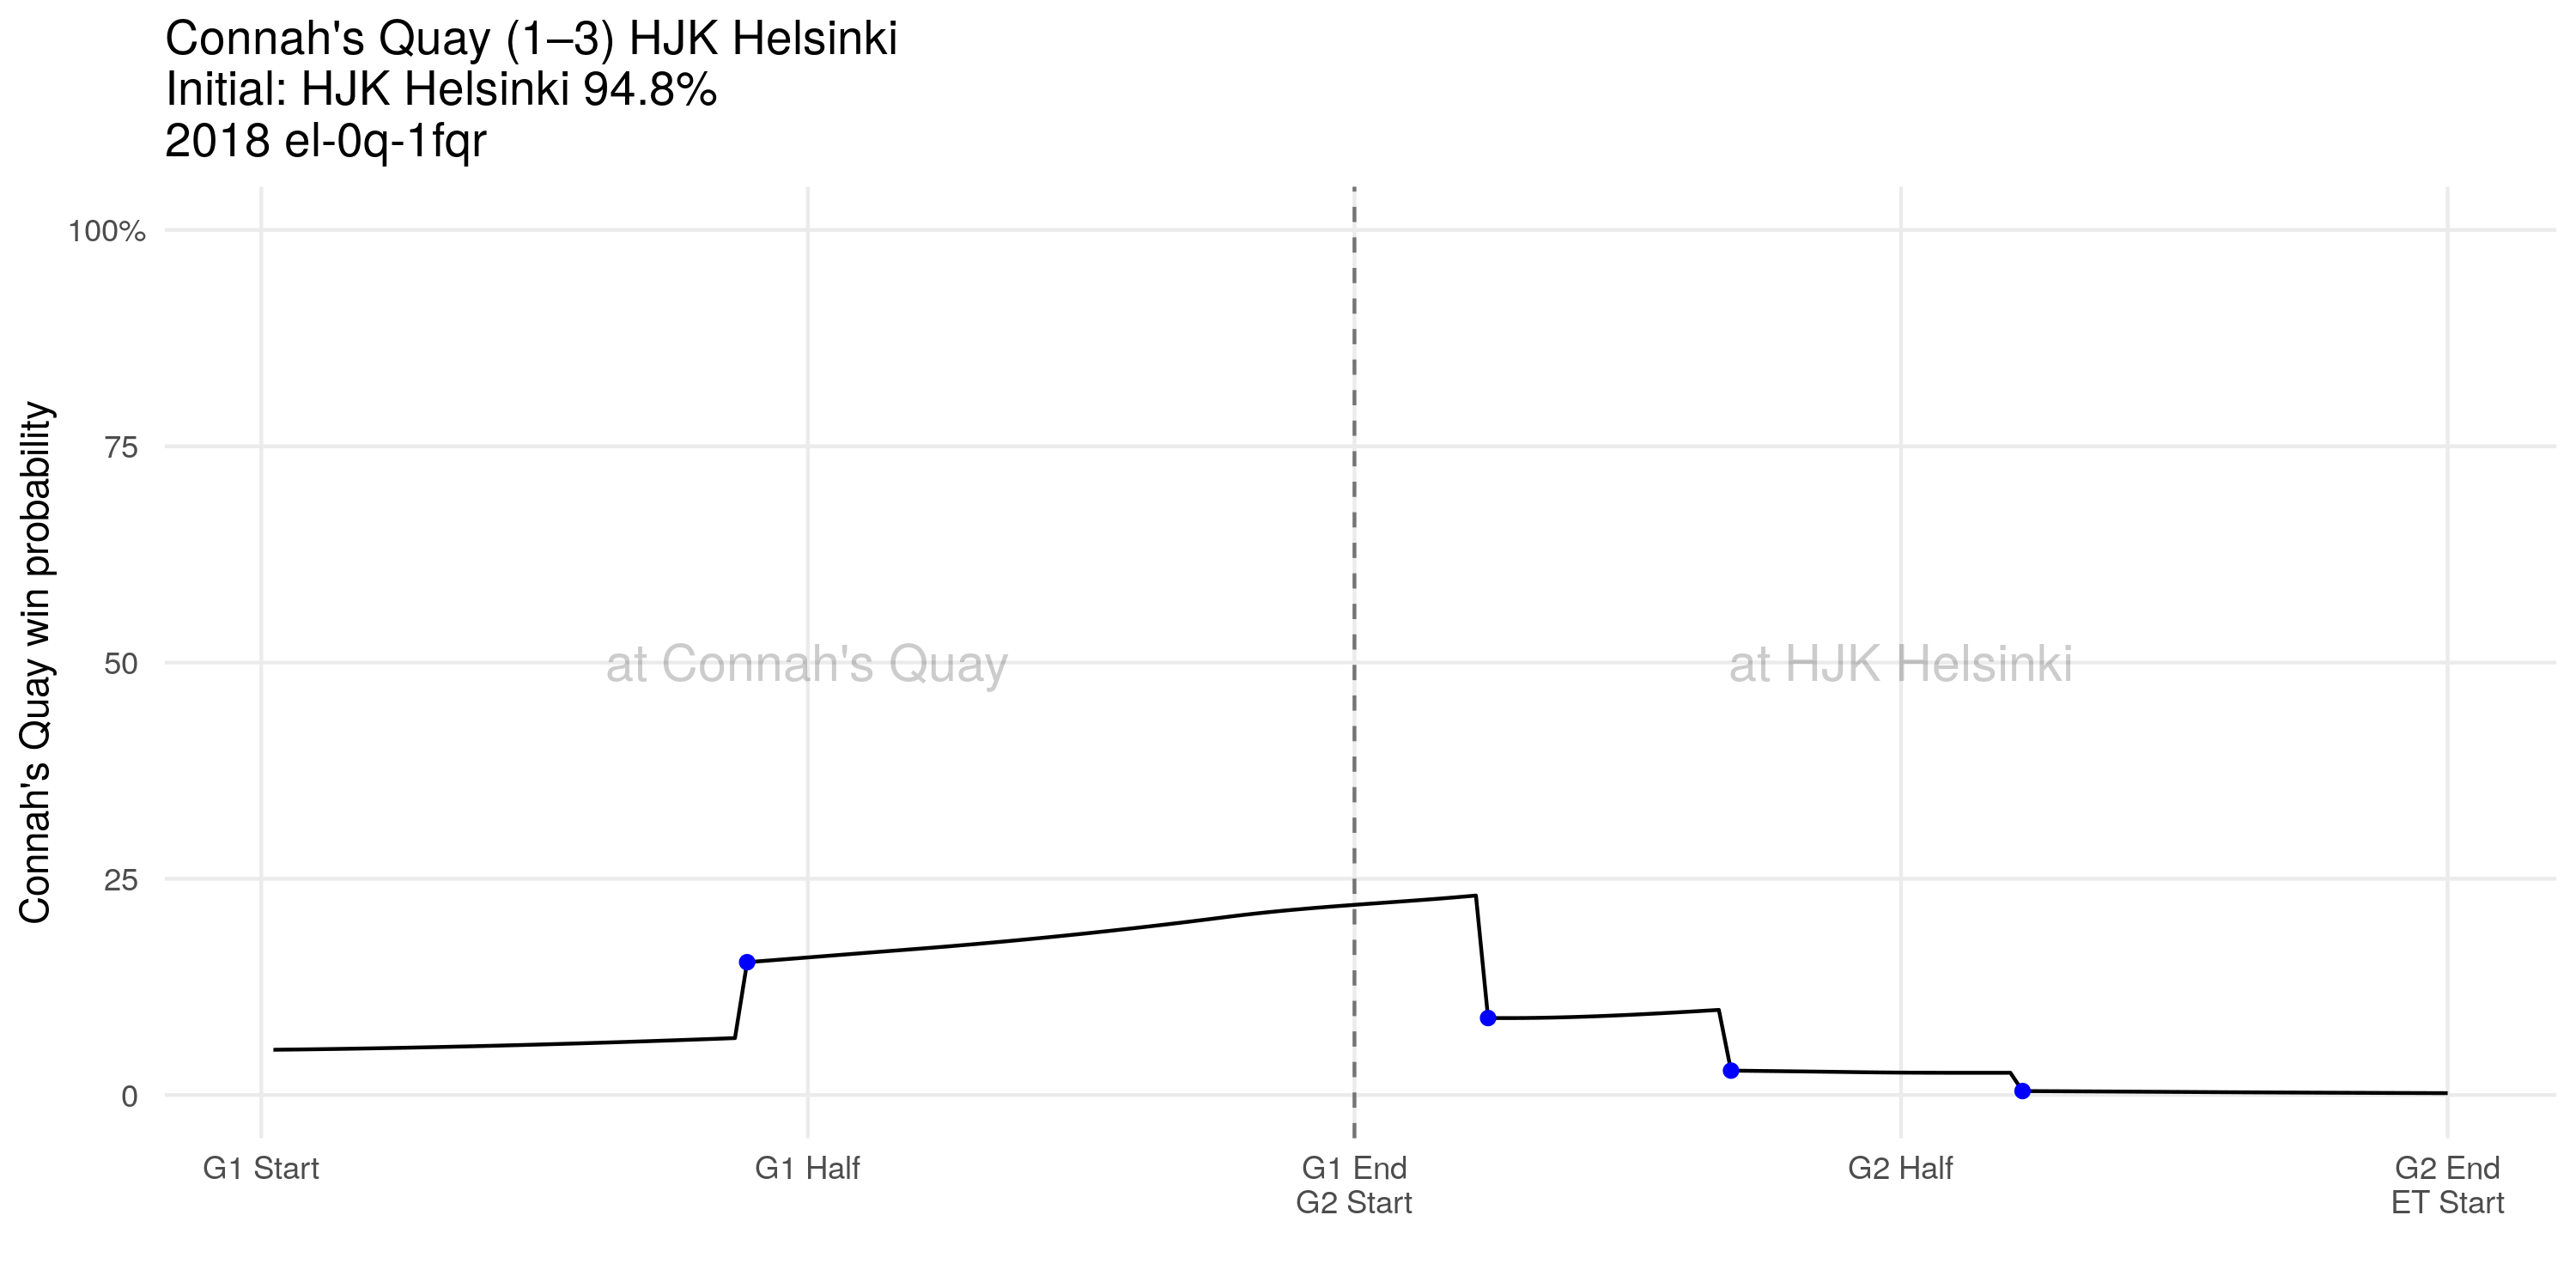 Connah's Quay (1–3) HJK Helsinki
Initial: HJK Helsinki 94.8%
2018 el-0q-1fqr
Connah's Quay win probability
100%
75
50
25
0
at Connah's Quay
at HJK Helsinki
G1 Start
G1 Half
G1 End
G2 Start
G2 Half
G2 End
ET Start